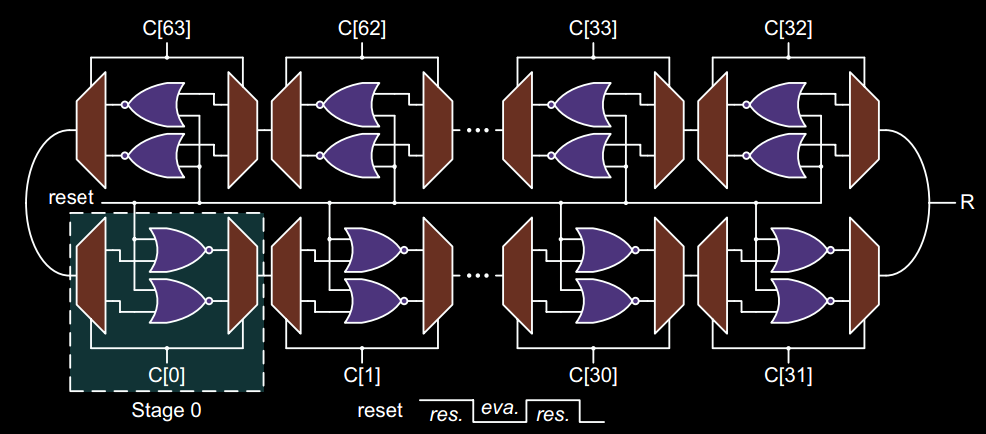 C[63] C[62] C[33] C[32]
reset
R
C[0] C[1] C[30] C[31]
Stage 0
reset res. eva. res.